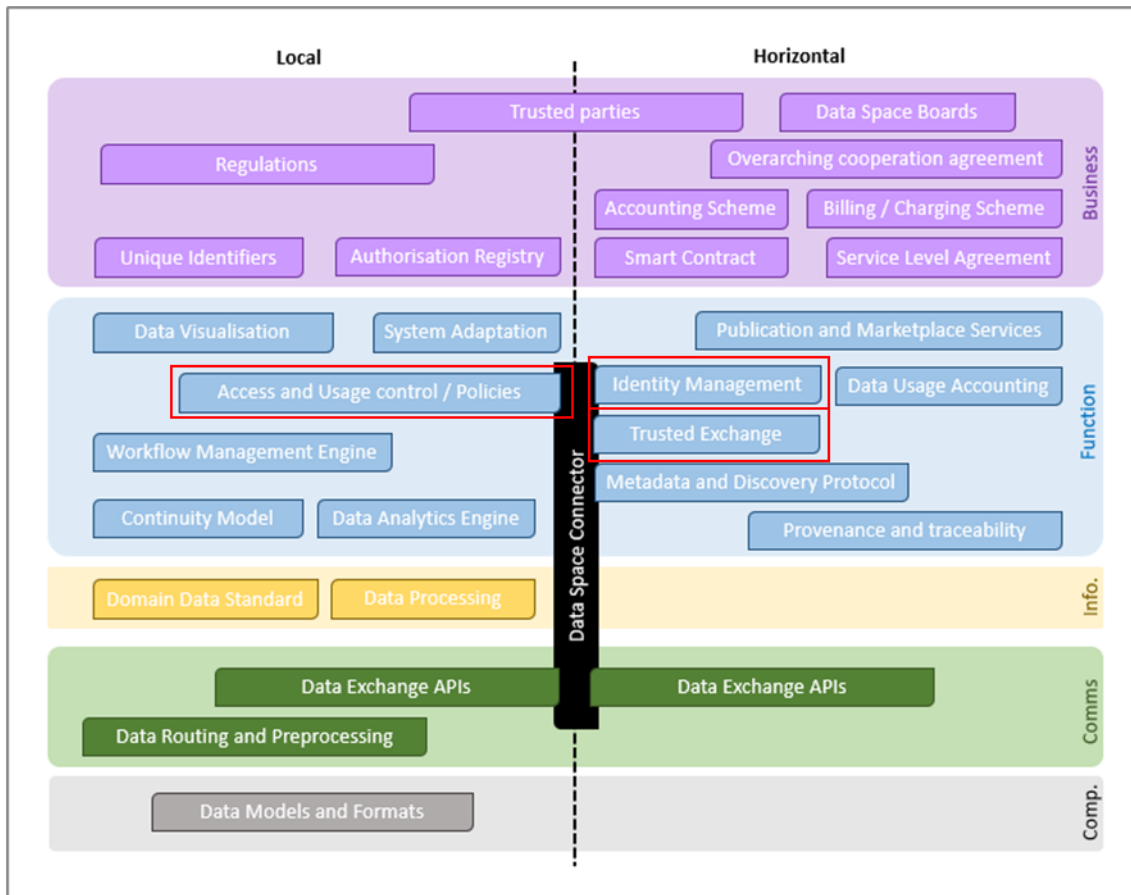 Local
Horizontal
Trusted parties
Data Space Boards
Regulations
Overarching cooperation agreement
Accounting Scheme
Billing / Charging Scheme
Unique Identifiers
Authorisation Registry
Smart Contract
Service Level Agreement
Business
Data Visualisation
System Adaptation
Publication and Marketplace Services
Access and Usage control / Policies
Identity Management
Data Usage Accounting
Trusted Exchange
Workflow Management Engine
Metadata and Discovery Protocol
Continuity Model
Data Analytics Engine
Provenance and traceability
Function
Data Space Connector
Domain Data Standard
Data Processing
Info.
Data Exchange APIs
Data Exchange APIs
Data Routing and Preprocessing
Comms
Data Models and Formats
Comp.